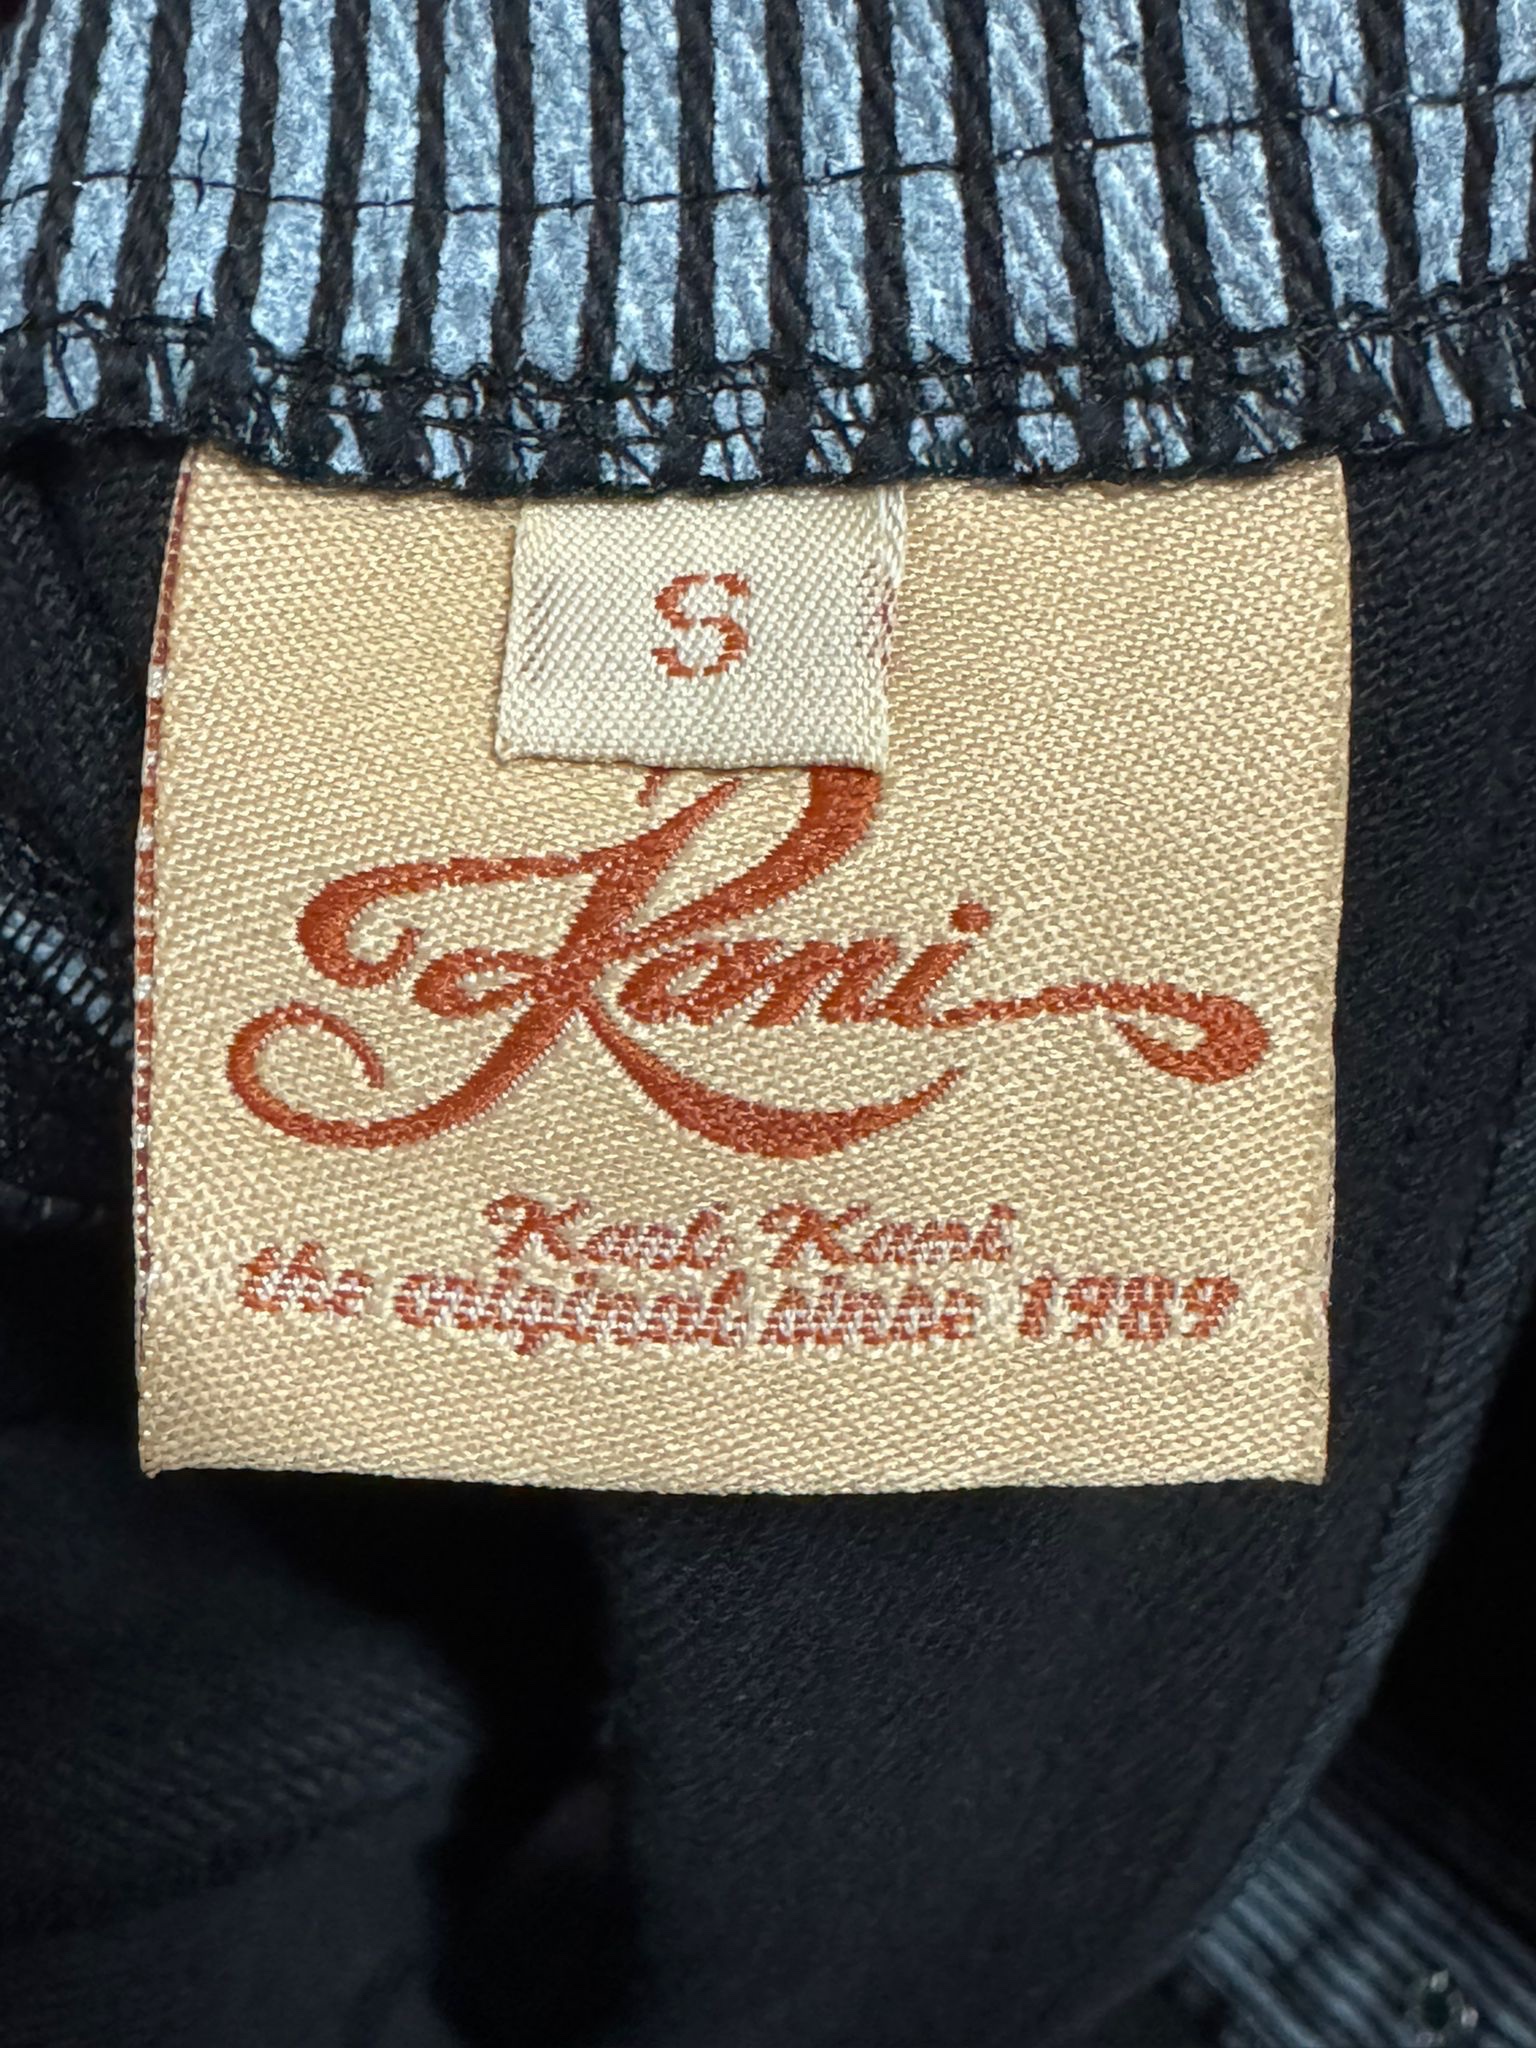 S
Kani
Karl Kani
the original since 1989